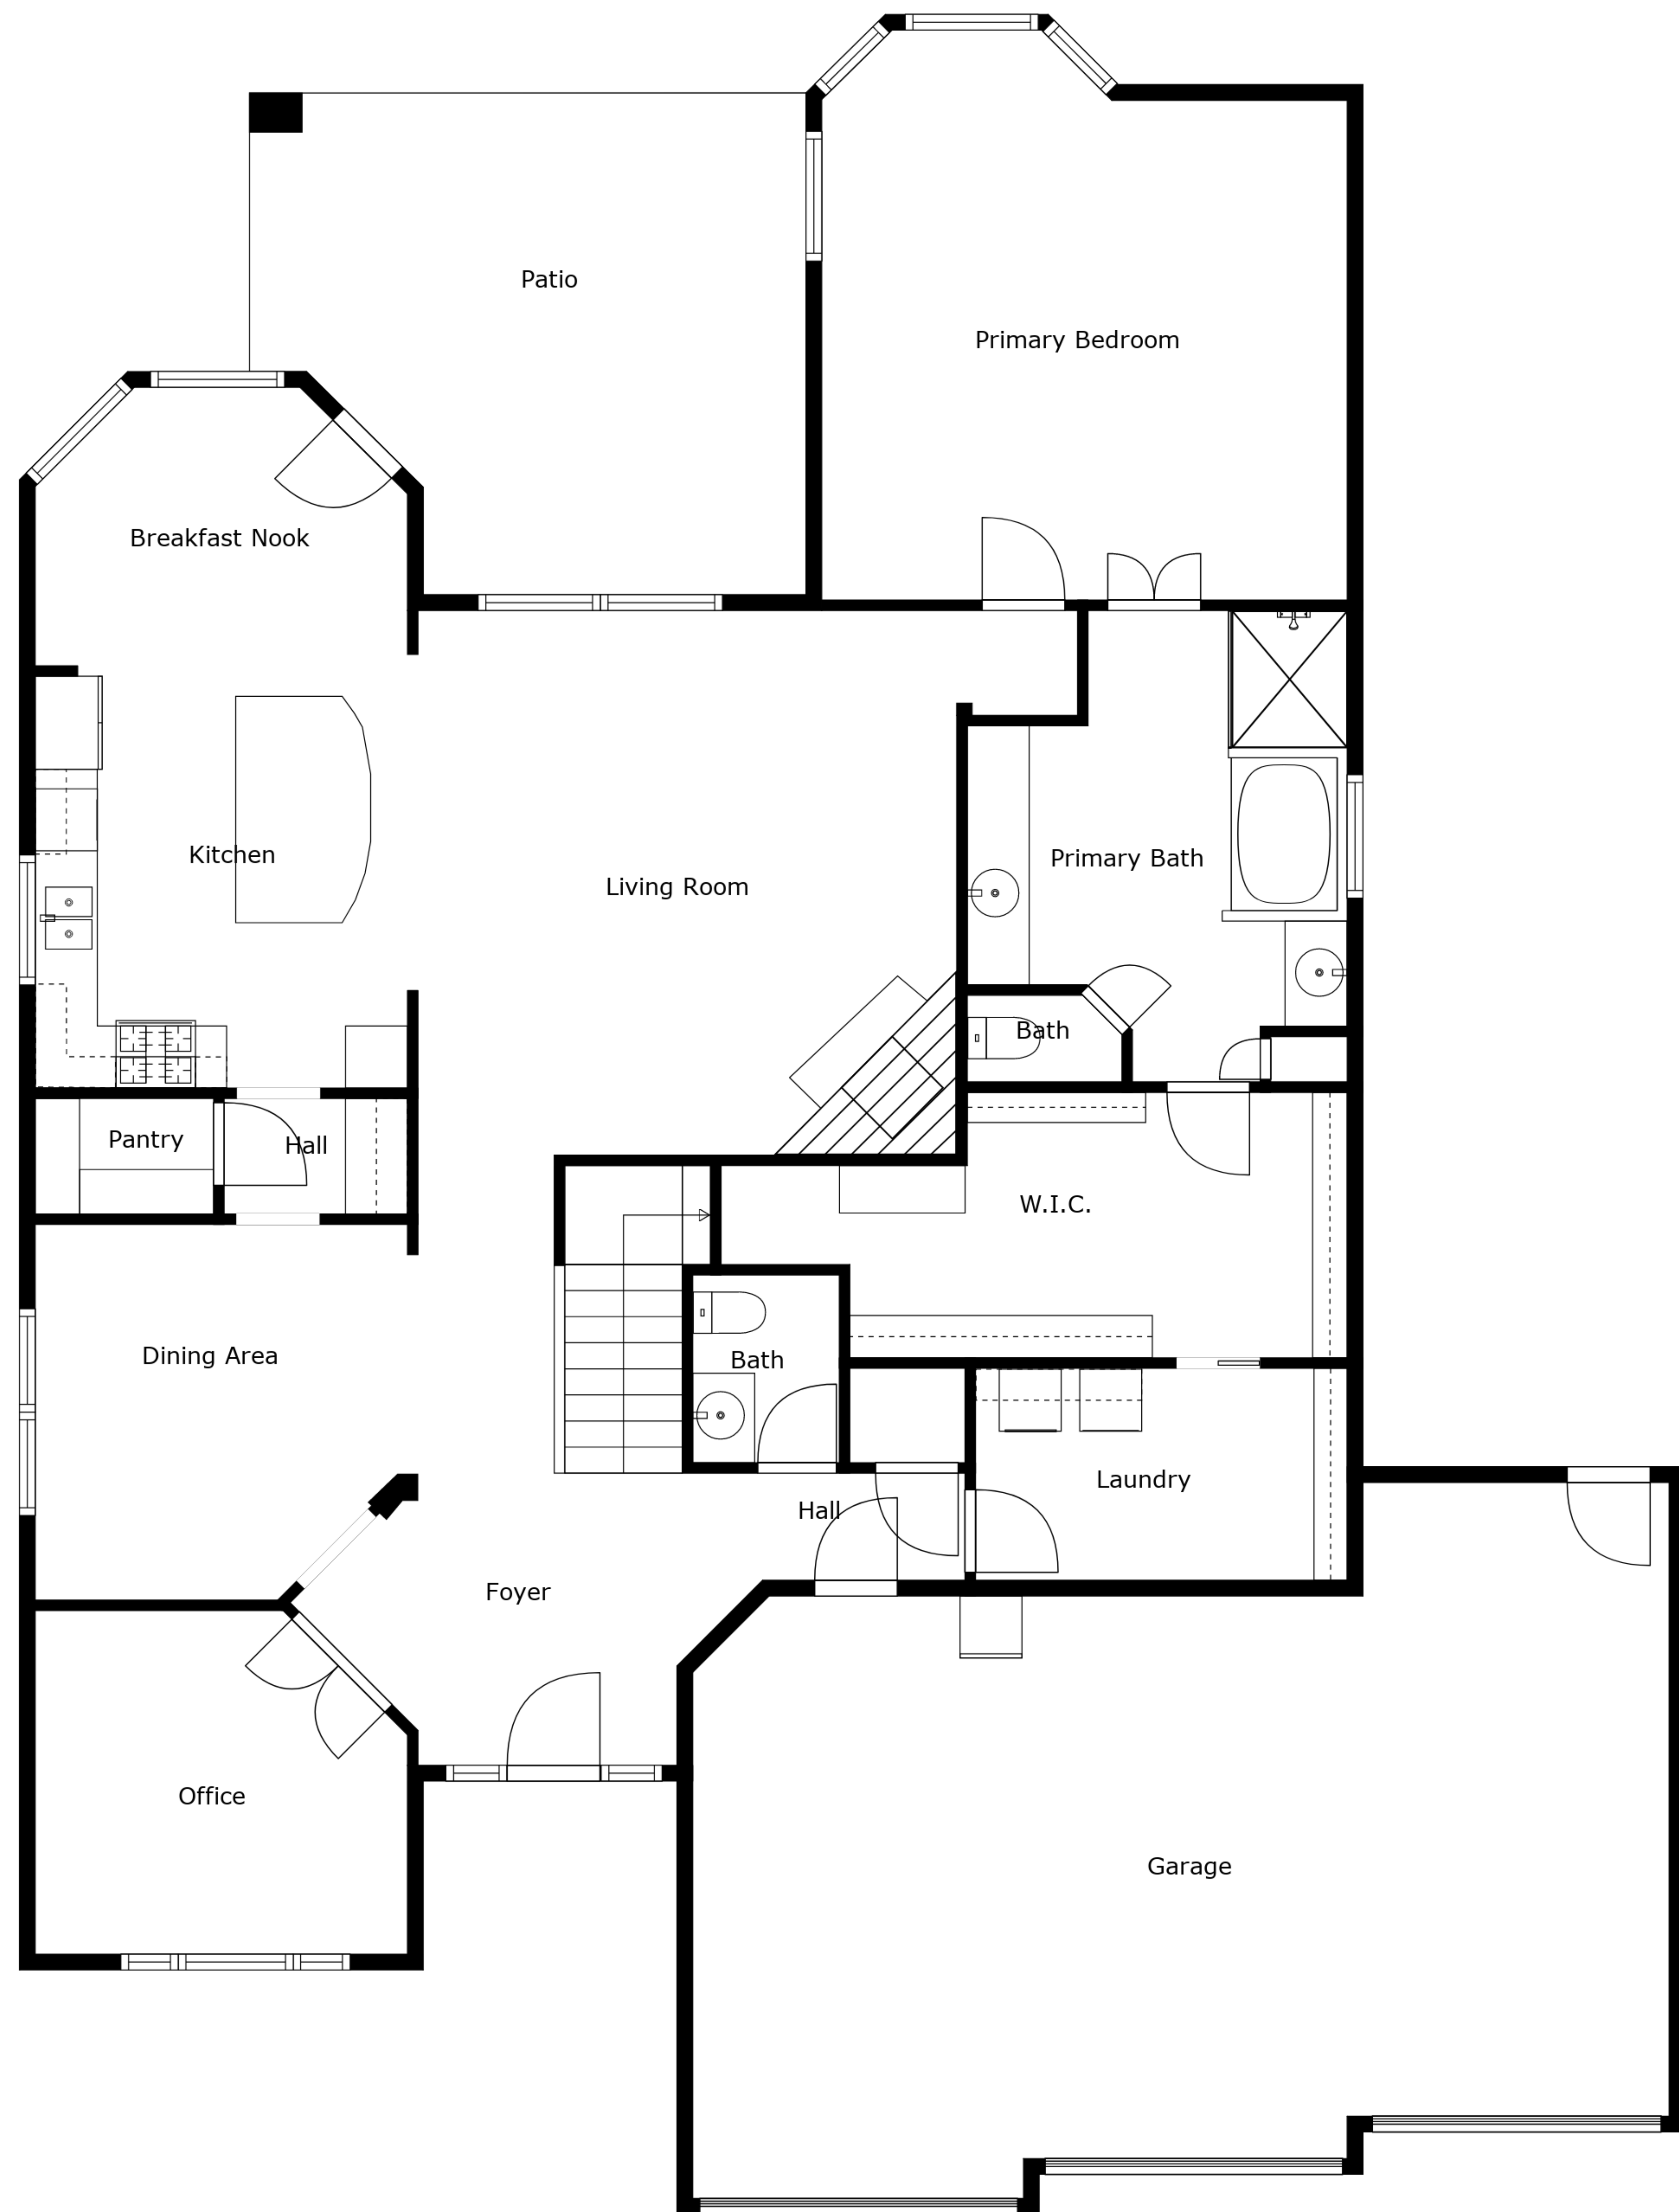 Patio
Primary Bedroom
Breakfast Nook
Kitchen
Living Room
Primary Bath
Bath
Pantry
Hall
W.I.C.
Dining Area
Bath
Laundry
Hall
Foyer
Office
Garage